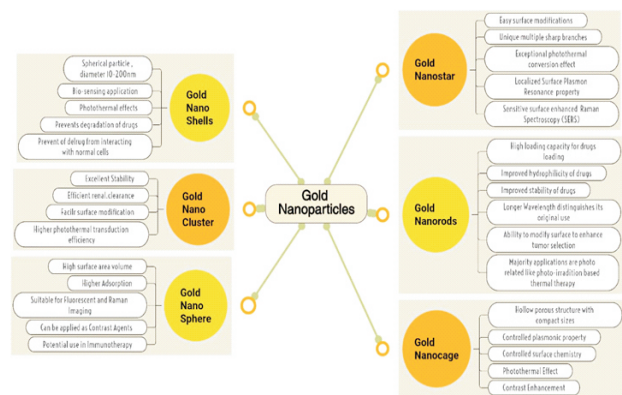 Gold
Nanoparticles
Spherical particle ,
diameter 10-200nm
Bio-sensing application
Photothermal effects
Prevents degradation of drugs
Prevent of delrug from interacting
with normal cells
Gold
Nano
Shells
Excellent Stability
Efficient renal.clearance
Facile surface modification
Higher photothermal transduction
efficiency
Gold
Nano
Cluster
High surface area volume
Higher Adsorption
Suitable for Fluorescent and Raman
Imaging
Can be applied as Contrast Agents
Potential use in Immunotherapy
Gold
Nano
Sphere
Gold
Nanostar
Easy surface modifications
Unique multiple sharp branches
Exceptional photothermal
conversion effect
Localized Surface Plasmon
Resonance property
Sensitive surface enhanced Raman
Spectroscopy (SERS)
Gold
Nanorods
High loading capacity for drugs
loading
Improved hydrophilicity of drugs
Improved stability of drugs
Longer Wavelength distinguishes its
original use
Ability to modify surface to enhance
tumor selection
Majority applications are photo
related like photo-irradition based
thermal therapy
Gold
Nanocage
Hollow porous structure with
compact sizes
Controlled plasmonic property
Controlled surface chemistry
Photothermal Effect
Contrast Enhancement